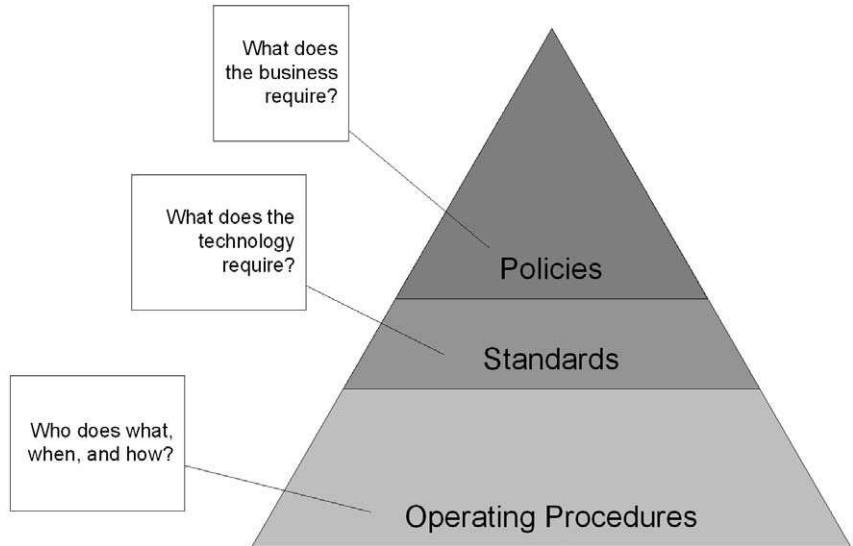 What does
the business
require?
What does the
technology
require?
Policies
Standards
Who does what,
when, and how?
Operating Procedures